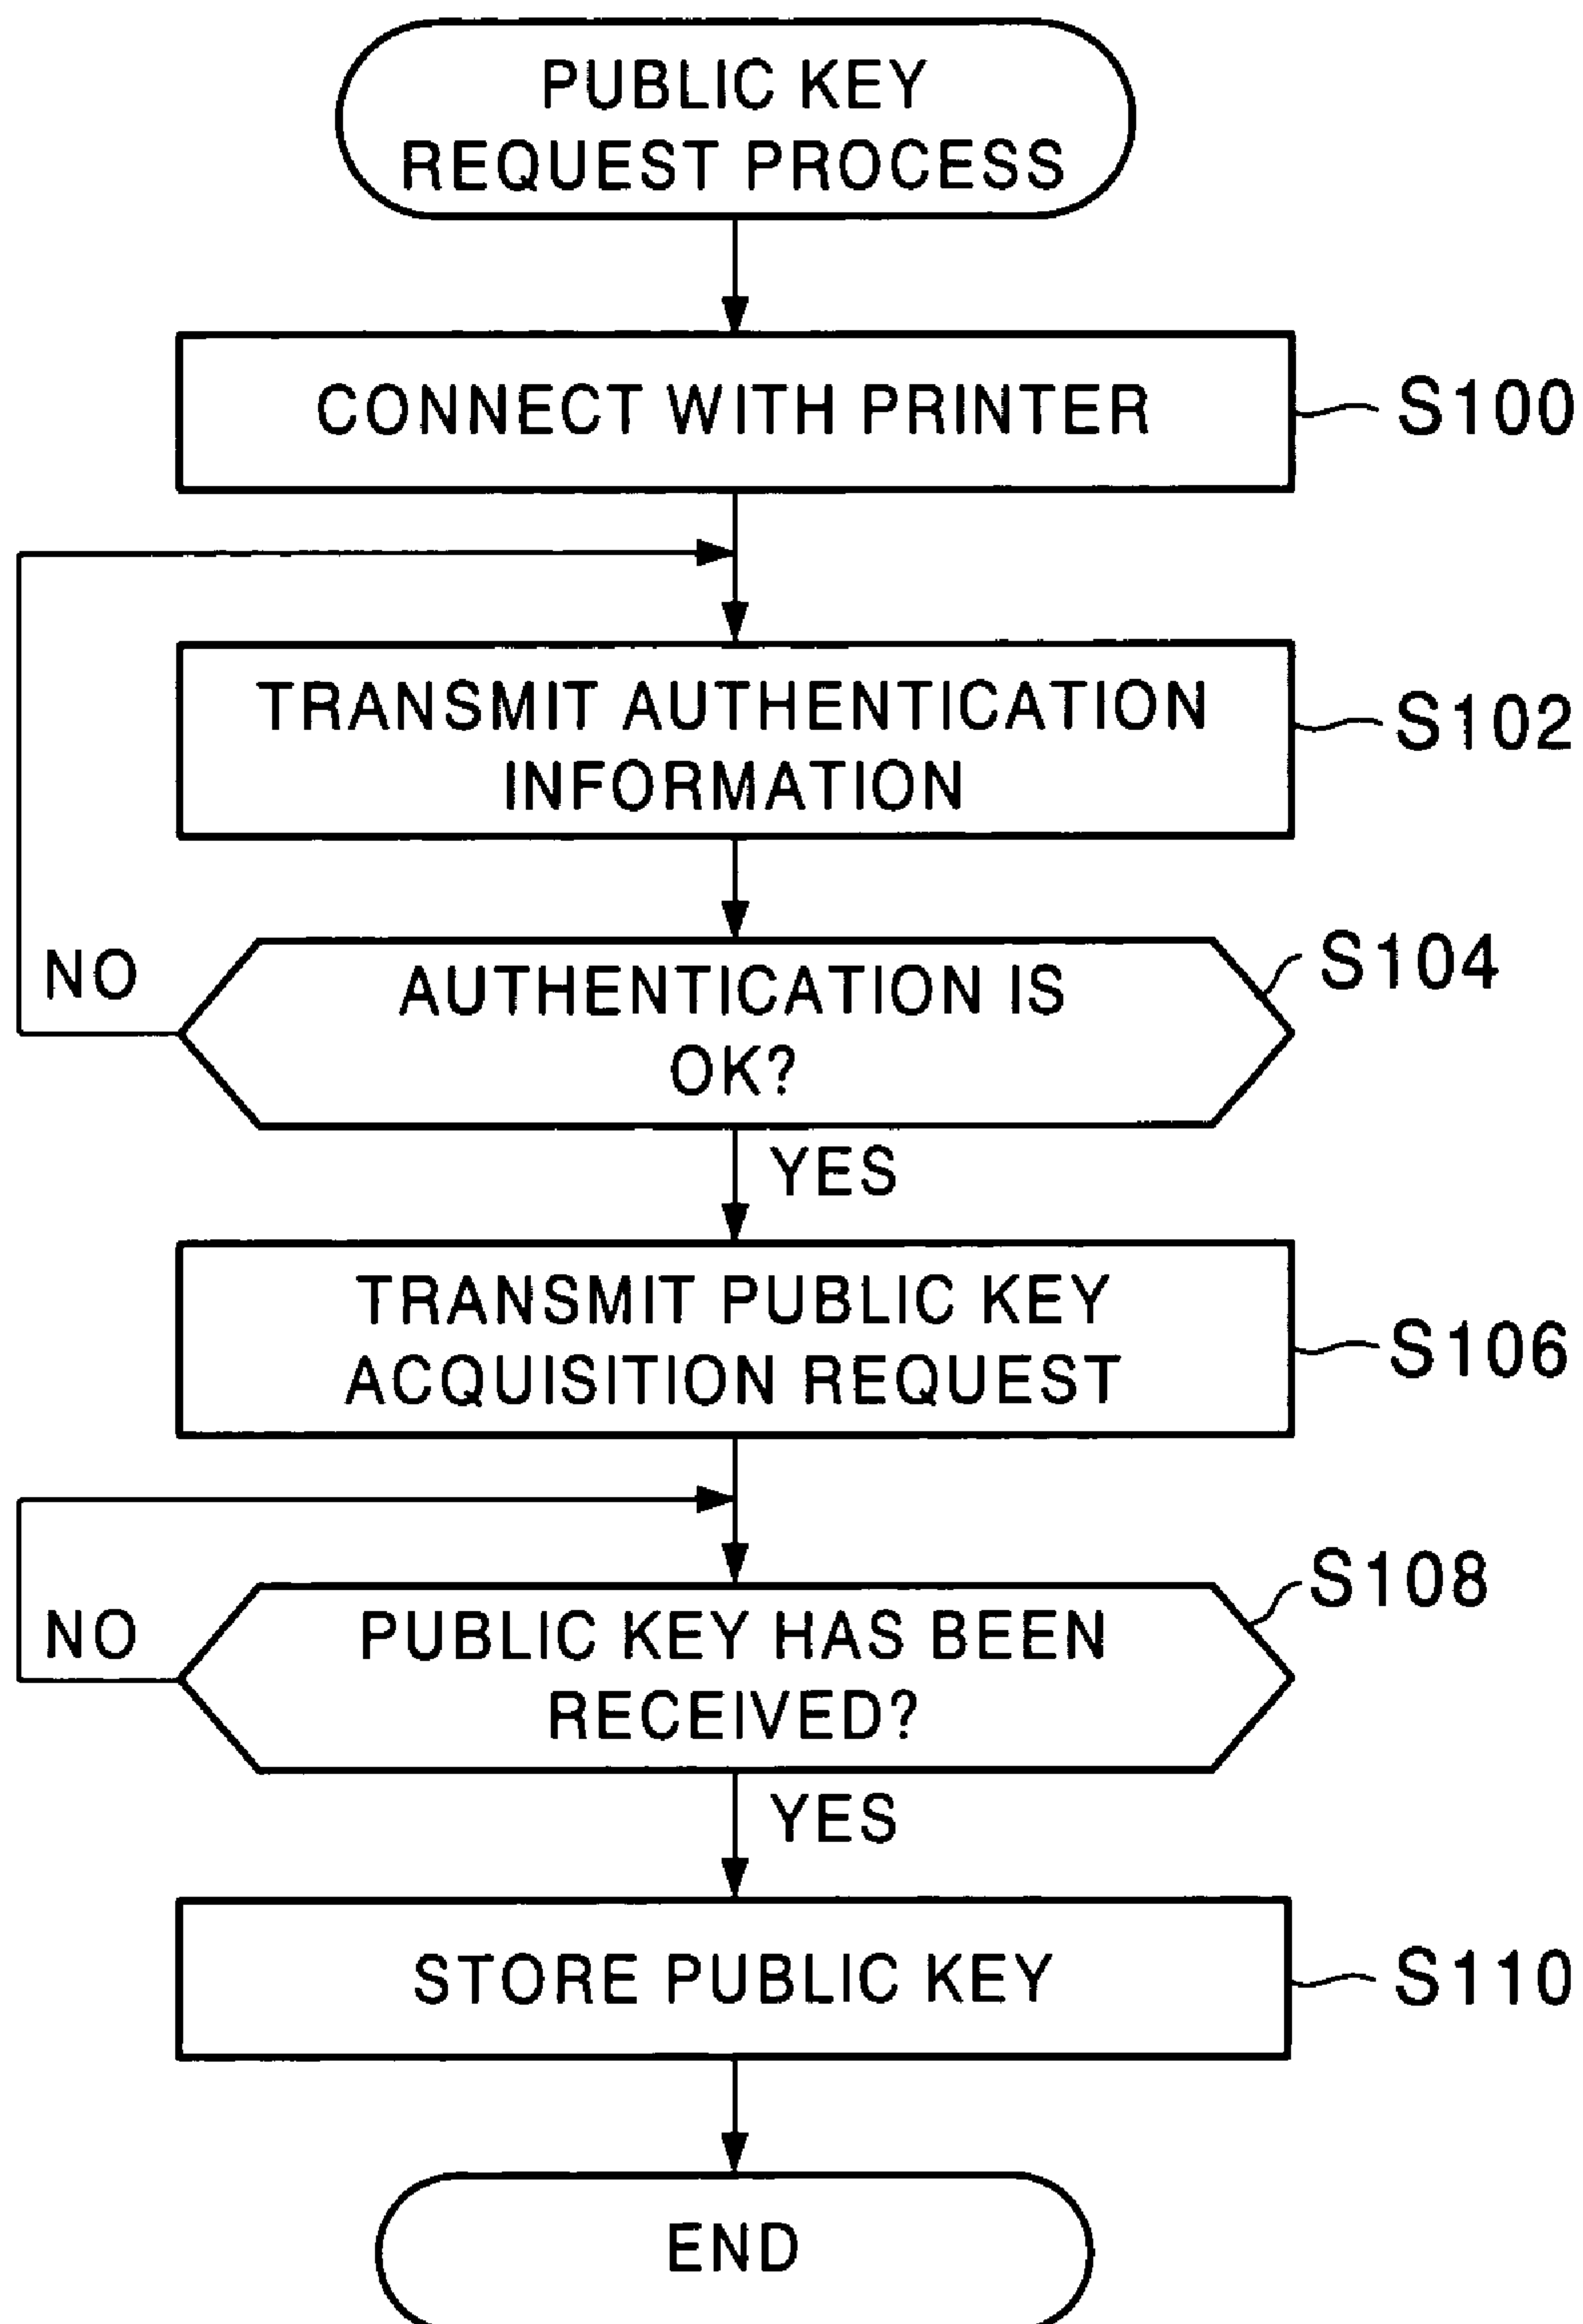 PUBLIC KEY
REQUEST PROCESS
CONNECT WITH PRINTER
S100
TRANSMIT AUTHENTICATION
INFORMATION
S102
NO
AUTHENTICATION IS
OK?
S104
YES
TRANSMIT PUBLIC KEY
ACQUISITION REQUEST
S106
NO
PUBLIC KEY HAS BEEN
RECEIVED?
S108
YES
STORE PUBLIC KEY
S110
END